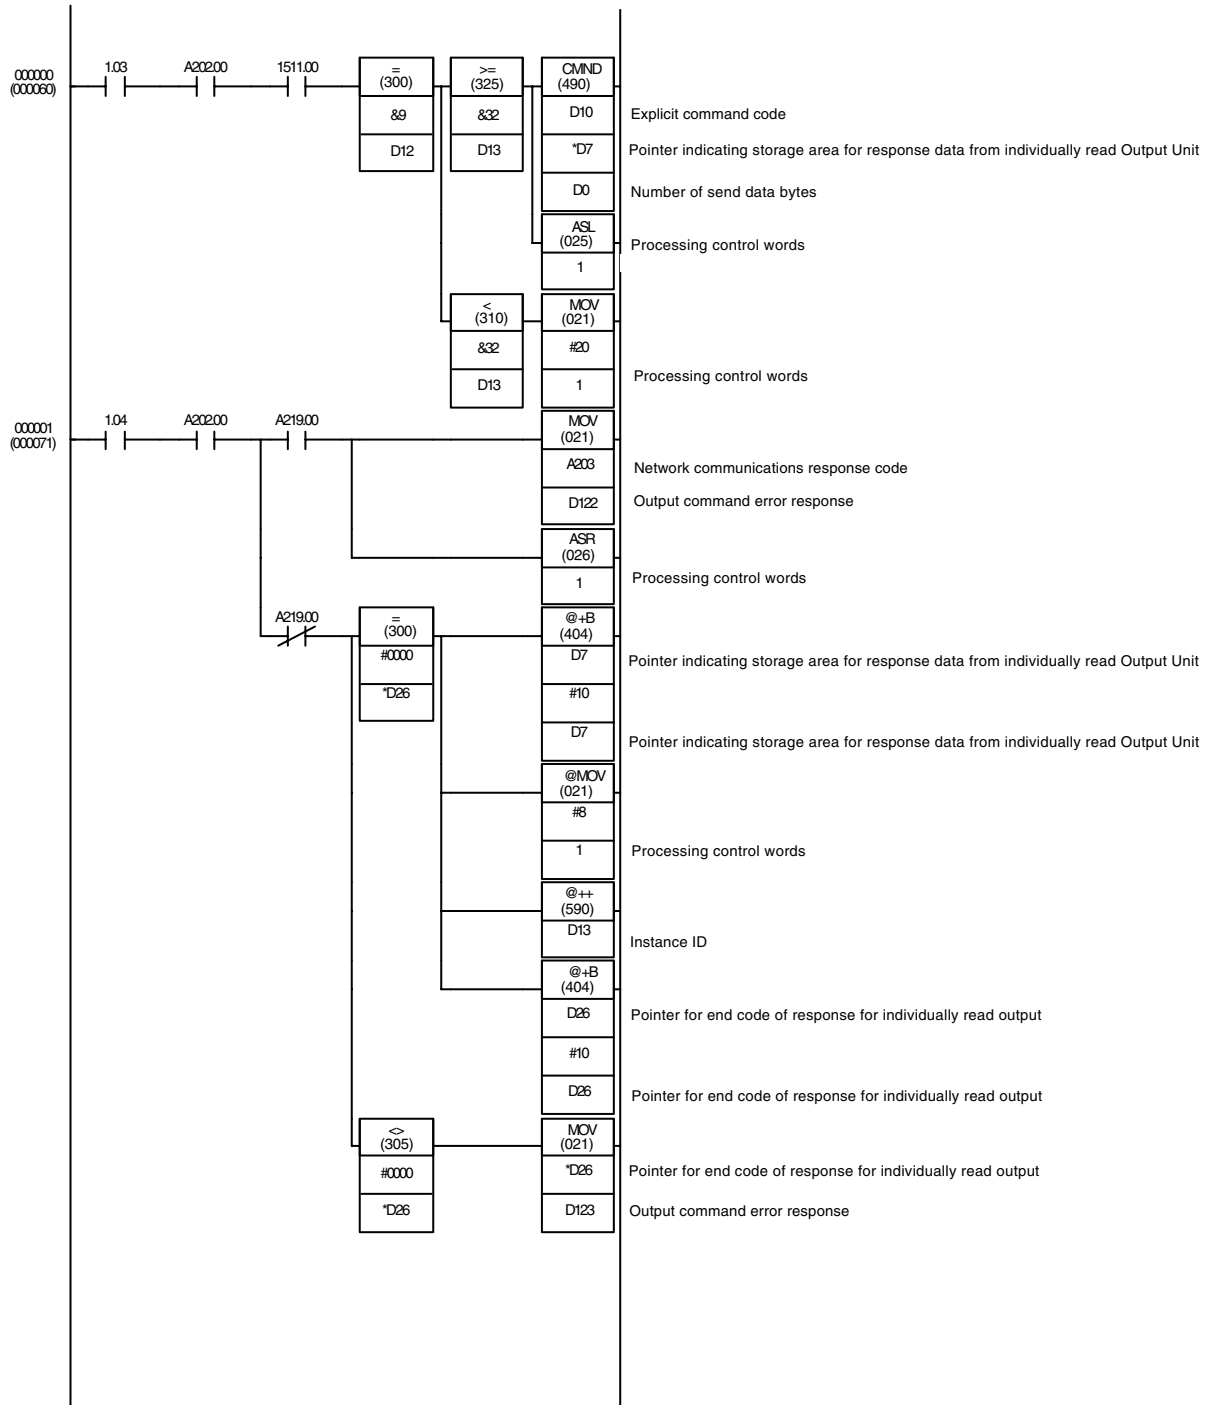 000000
(000060)
1.03
A202.00
1511.00
=
(300)
&9
D12
>=
(325)
&32
D13
CMND
(490)
D10
Explicit command code
*D7
Pointer indicating storage area for response data from individually read Output Unit
D0
Number of send data bytes
ASL
(025)
Processing control words
1
<
(310)
&32
D13
MOV
(021)
#20
1
Processing control words
000001
(000071)
1.04
A202.00
A219.00
MOV
(021)
A203
Network communications response code
D122
Output command error response
ASR
(026)
1
Processing control words
A219.00
=
(300)
#0000
*D26
@+B
(404)
D7
Pointer indicating storage area for response data from individually read Output Unit
#10
D7
Pointer indicating storage area for response data from individually read Output Unit
@MOV
(021)
#8
1
Processing control words
@++
(590)
D13
Instance ID
@+B
(404)
D26
Pointer for end code of response for individually read output
#10
D26
Pointer for end code of response for individually read output
<>
(305)
#0000
*D26
MOV
(021)
*D26
Pointer for end code of response for individually read output
D123
Output command error response